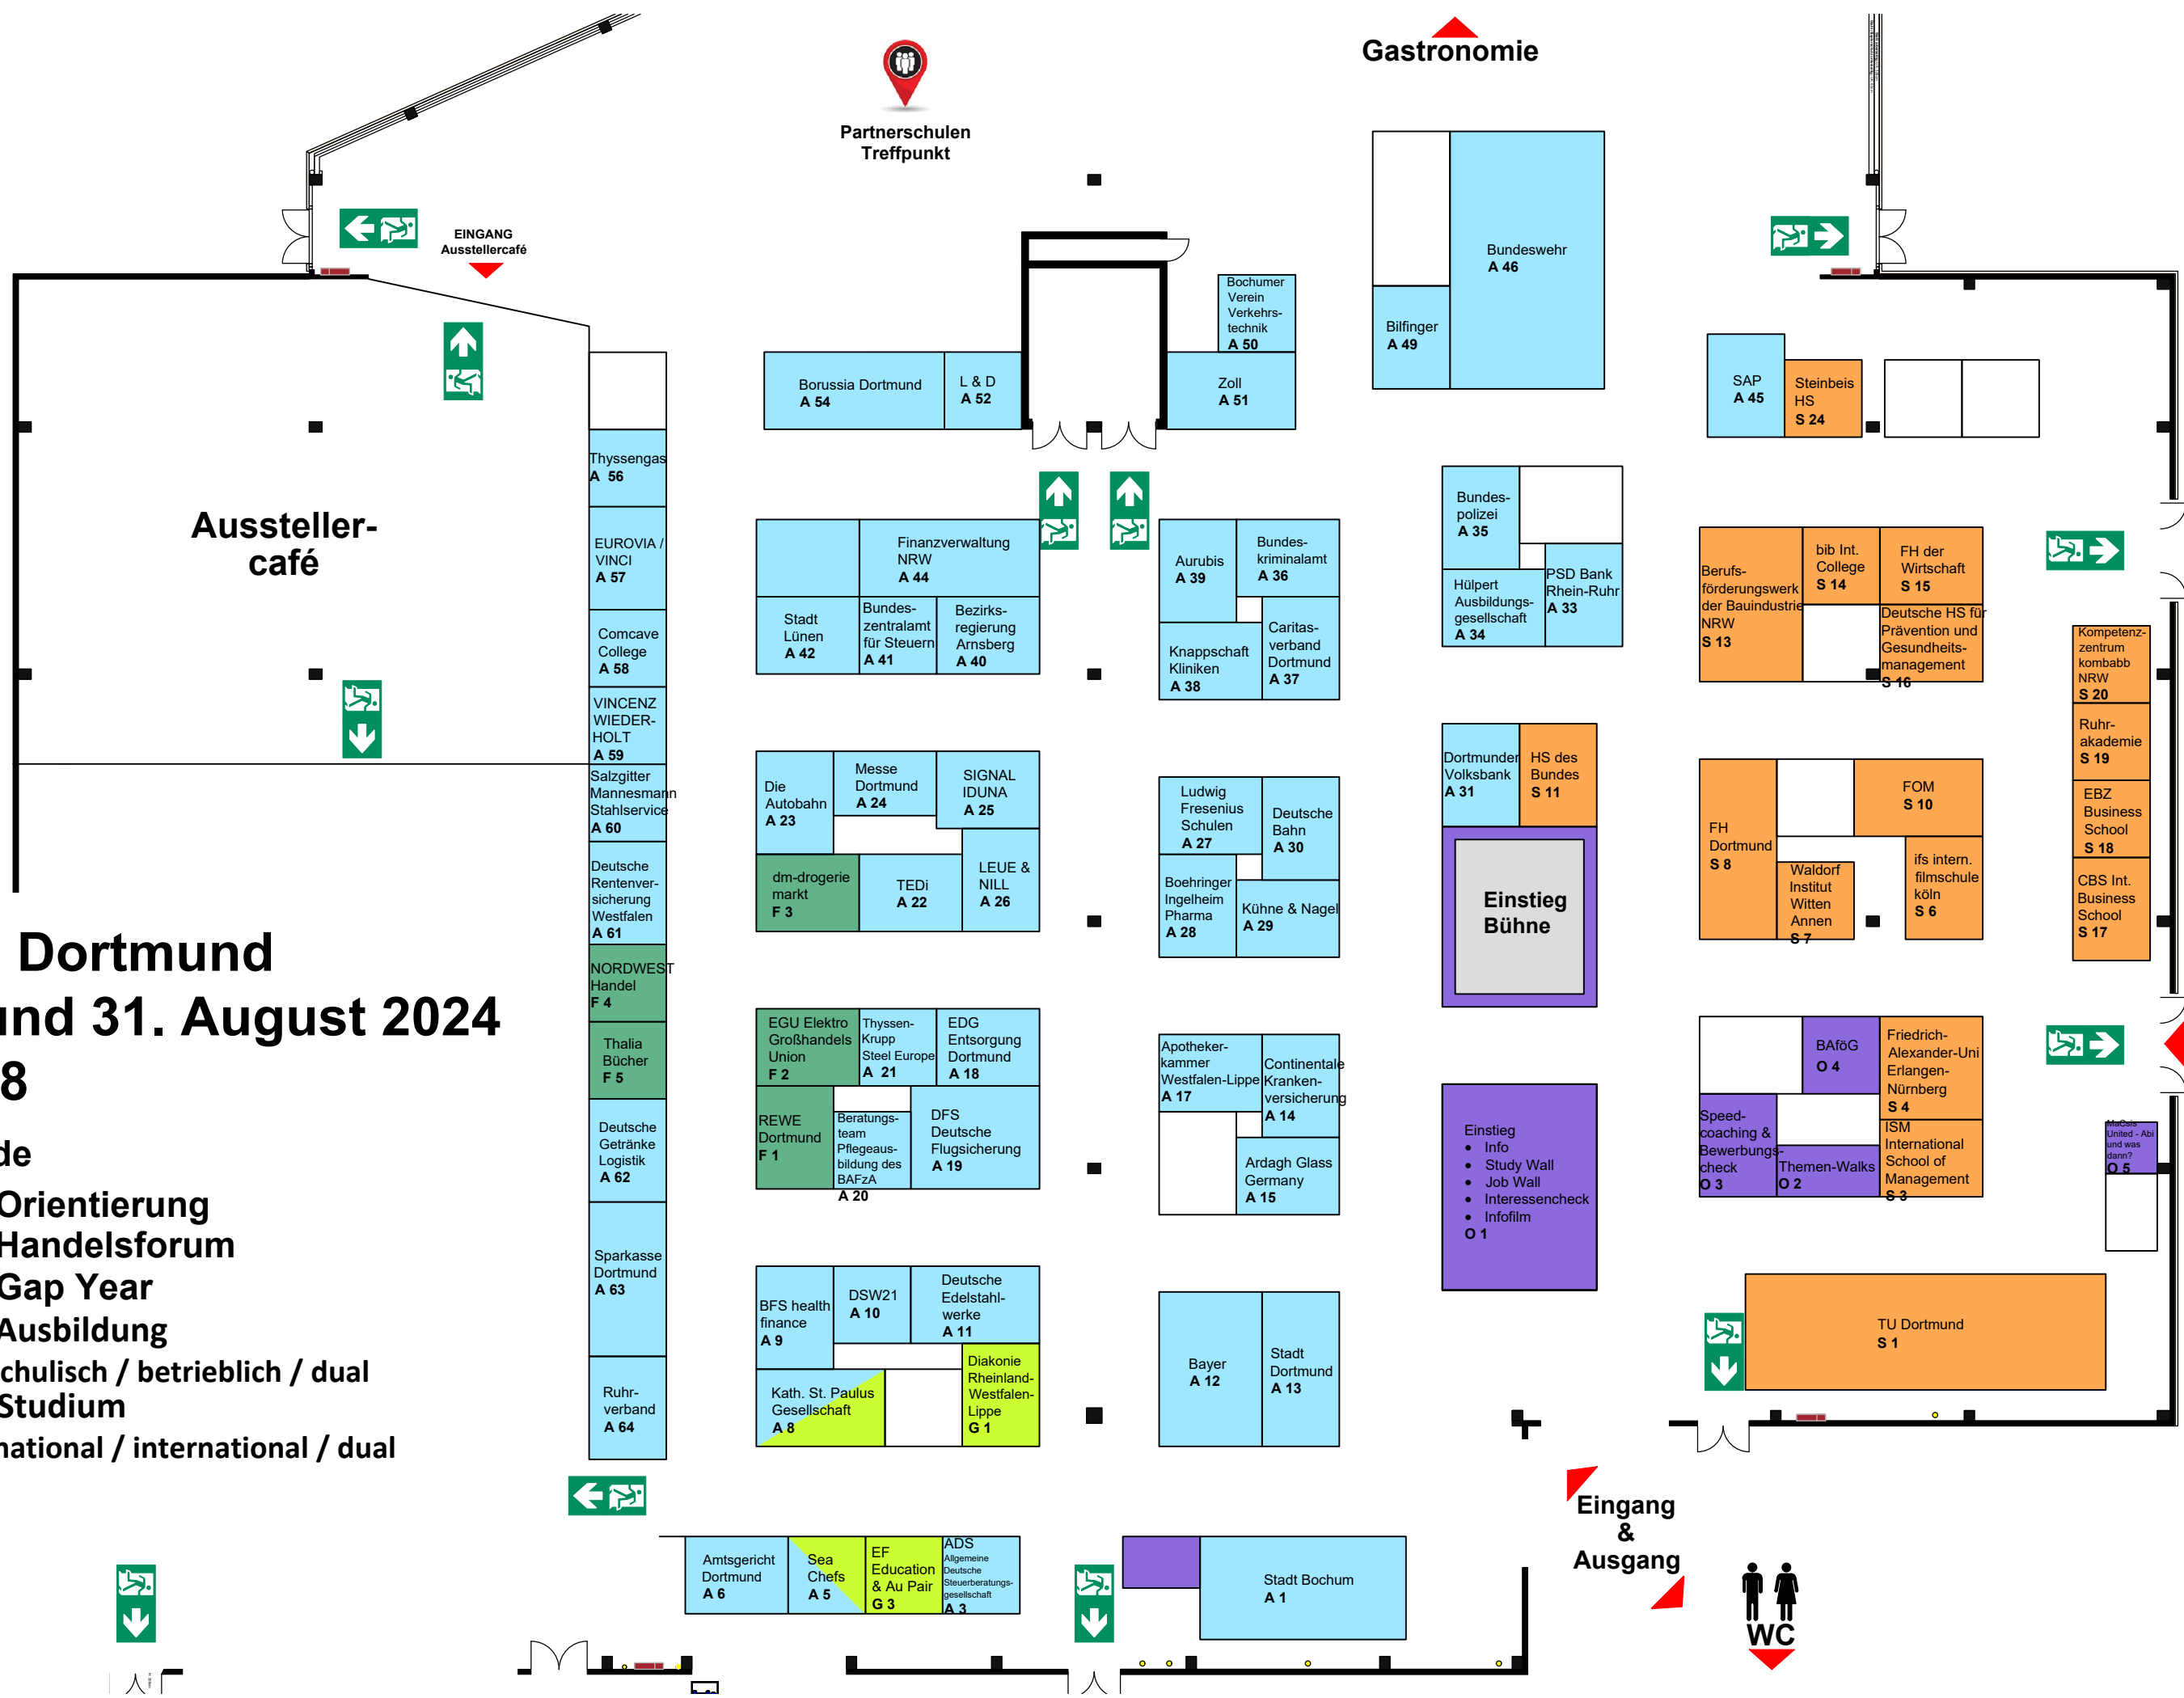 Gastronomie
Partnerschulen
Treffpunkt
EINGANG
Ausstellercafé
Bundeswehr
A 46
Bochumer
Verein
Verkehrs-
technik
A 50
Bilfinger
A 49
Borussia Dortmund
A 54
L & D
A 52
Zoll
A 51
SAP
A 45
Steinbeis
HS
S 24
Aussteller-
café
Thyssengas
A 56
EUROVIA /
VINCI
A 57
Comcave
College
A 58
VINCENZ
WIEDER-
HOLT
A 59
Salzgitter
Mannesmann
Stahlservice
A 60
Deutsche
Rentenver-
sicherung
Westfalen
A 61
NORDWEST
Handel
F 4
Thalia
Bücher
F 5
Deutsche
Getränke
Logistik
A 62
Sparkasse
Dortmund
A 63
Ruhr-
verband
A 64
Finanzverwaltung
NRW
A 44
Stadt
Lünen
A 42
Bundes-
zentralamt
für Steuern
A 41
Bezirks-
regierung
Arnsberg
A 40
Aurubis
A 39
Bundes-
kriminalamt
A 36
Knappschaft
Kliniken
A 38
Caritas-
verband
Dortmund
A 37
Bundes-
polizei
A 35
Hülpert
Ausbildungs-
gesellschaft
A 34
PSD Bank
Rhein-Ruhr
A 33
Berufs-
förderungswerk
der Bauindustrie
NRW
S 13
bib Int.
College
S 14
FH der
Wirtschaft
S 15
Deutsche HS für
Prävention und
Gesundheits-
management
S 16
Kompetenz-
zentrum
kombabb
NRW
S 20
Ruhr-
akademie
S 19
EBZ
Business
School
S 18
CBS Int.
Business
School
S 17
Die
Autobahn
A 23
Messe
Dortmund
A 24
SIGNAL
IDUNA
A 25
dm-drogerie
markt
F 3
TEDi
A 22
LEUE &
NILL
A 26
Ludwig
Fresenius
Schulen
A 27
Deutsche
Bahn
A 30
Boehringer
Ingelheim
Pharma
A 28
Kühne & Nagel
A 29
Dortmunder
Volksbank
A 31
HS des
Bundes
S 11
Einstieg
Bühne
FH
Dortmund
S 8
FOM
S 10
Waldorf
Institut
Witten
Annen
S 7
ifs intern.
filmschule
köln
S 6
Dortmund
und 31. August 2024
8
de
Orientierung
Handelsforum
Gap Year
Ausbildung
schulisch / betrieblich / dual
Studium
national / international / dual
EGU Elektro
Großhandels
Union
F 2
Thyssen-
Krupp
Steel Europe
A 21
EDG
Entsorgung
Dortmund
A 18
REWE
Dortmund
F 1
Beratungs-
team
Pflegeaus-
bildung des
BAFzA
A 20
DFS
Deutsche
Flugsicherung
A 19
Apotheker-
kammer
Westfalen-Lippe
A 17
Continentale
Kranken-
versicherung
A 14
Ardagh Glass
Germany
A 15
Einstieg
• Info
• Study Wall
• Job Wall
• Interessencheck
• Infofilm
O 1
BAföG
O 4
Friedrich-
Alexander-Uni
Erlangen-
Nürnberg
S 4
Speed-
coaching &
Bewerbungs-
check
O 3
Themen-Walks
O 2
ISM
International
School of
Management
S 3
MaCsis
United - Abi
und was
dann?
O 5
TU Dortmund
S 1
BFS health
finance
A 9
DSW21
A 10
Deutsche
Edelstahl-
werke
A 11
Kath. St. Paulus
Gesellschaft
A 8
Diakonie
Rheinland-
Westfalen-
Lippe
G 1
Bayer
A 12
Stadt
Dortmund
A 13
Amtsgericht
Dortmund
A 6
Sea
Chefs
A 5
EF
Education
& Au Pair
G 3
ADS
Allgemeine
Deutsche
Steuerberatungs-
gesellschaft
A 3
Stadt Bochum
A 1
Eingang
&
Ausgang
WC